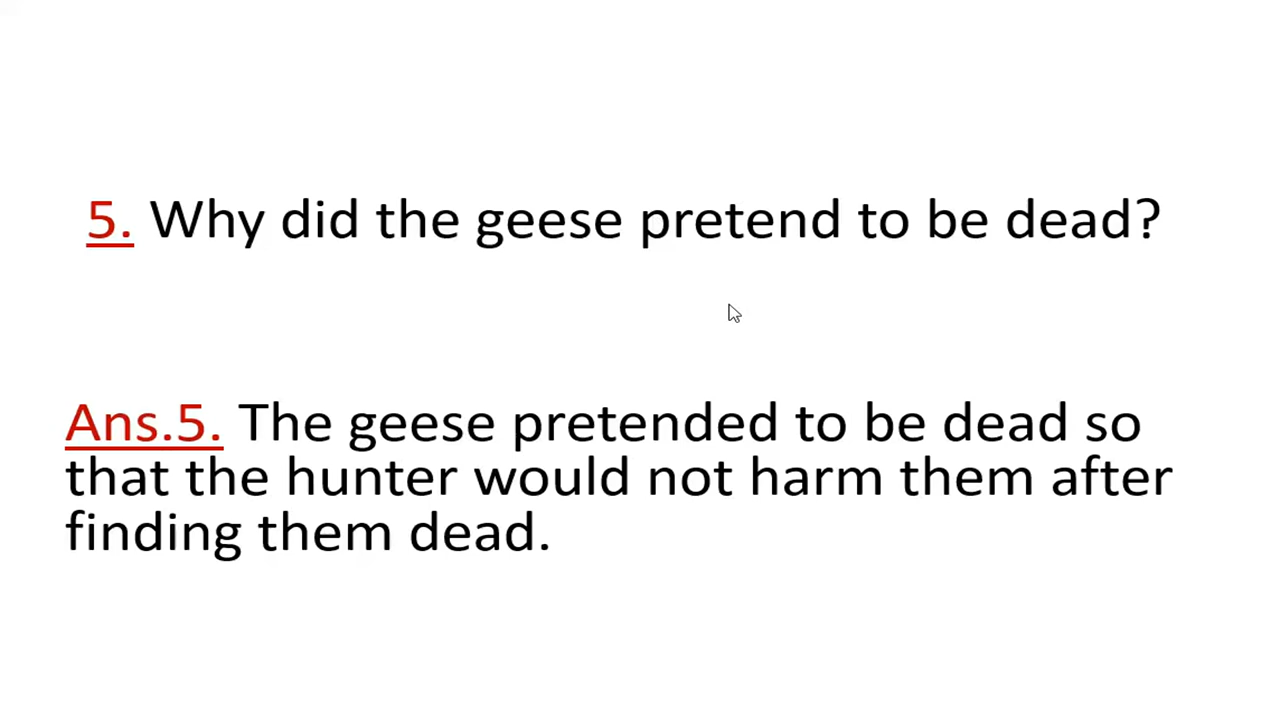 5. Why did the geese pretend to be dead?
Ans.5. The geese pretended to be dead so
that the hunter would not harm them after
finding them dead.